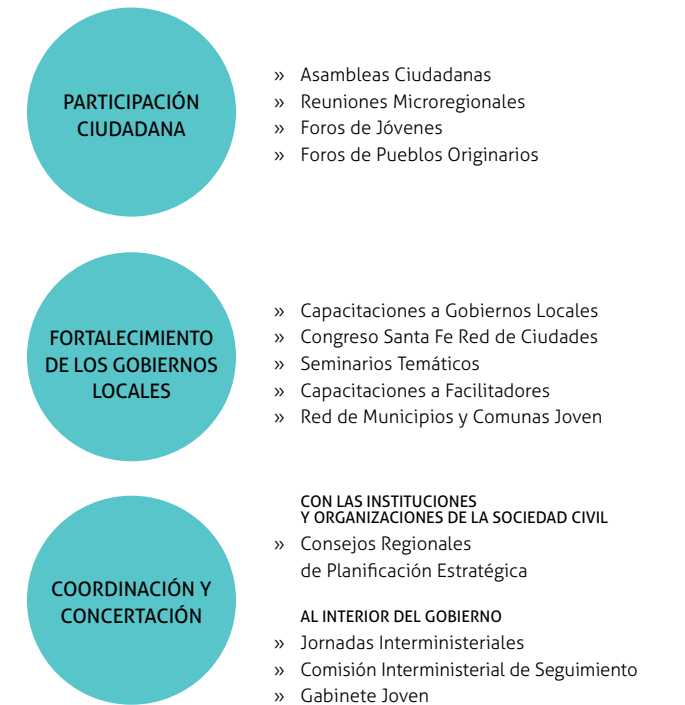 PARTICIPACIÓN
CIUDADANA
» Asambleas Ciudadanas
» Reuniones Microregionales
» Foros de Jóvenes
» Foros de Pueblos Originarios
FORTALECIMIENTO
DE LOS GOBIERNOS
LOCALES
» Capacitaciones a Gobiernos Locales
» Congreso Santa Fe Red de Ciudades
» Seminarios Temáticos
» Capacitaciones a Facilitadores
» Red de Municipios y Comunas Joven
COORDINACIÓN Y
CONCERTACIÓN
CON LAS INSTITUCIONES
Y ORGANIZACIONES DE LA SOCIEDAD CIVIL
» Consejos Regionales
de Planificación Estratégica
AL INTERIOR DEL GOBIERNO
» Jornadas Interministeriales
» Comisión Interministerial de Seguimiento
» Gabinete Joven